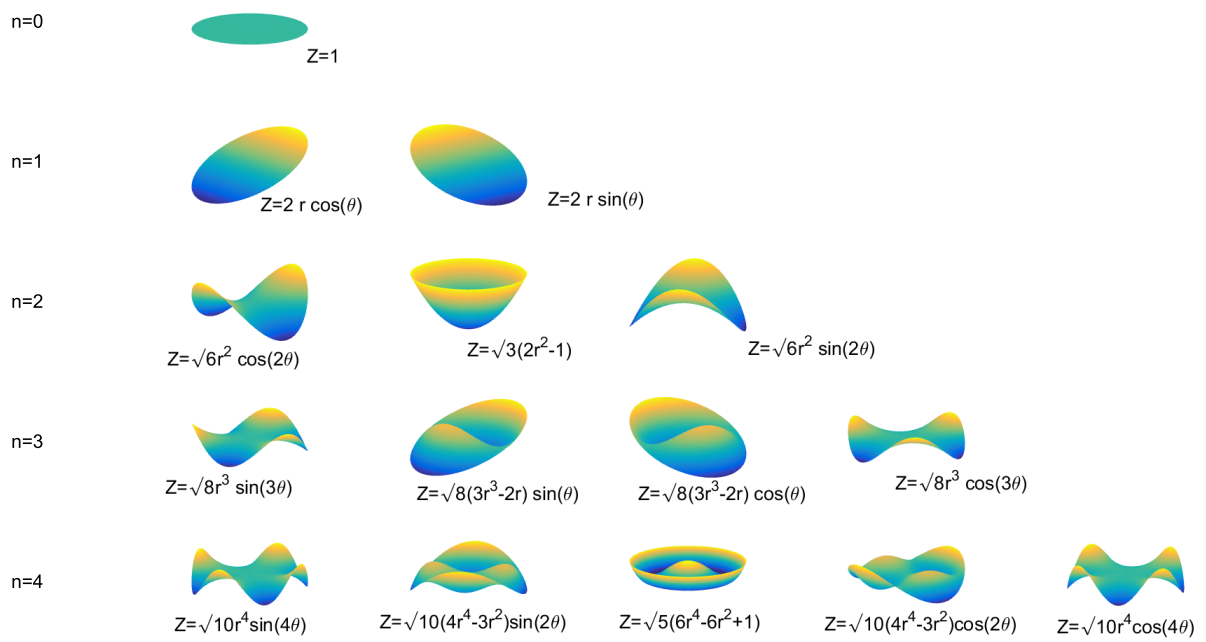 n=0
Z=1
n=1
Z=2 r cos(θ)
Z=2 r sin(θ)
n=2
Z=√6r² cos(2θ)
Z=√3(2r²-1)
Z=√6r² sin(2θ)
n=3
Z=√8r³ sin(3θ)
Z=√8(3r³-2r) sin(θ)
Z=√8(3r³-2r) cos(θ)
Z=√8r³ cos(3θ)
n=4
Z=√10r⁴sin(4θ)
Z=√10(4r⁴-3r²)sin(2θ)
Z=√5(6r⁴-6r²+1)
Z=√10(4r⁴-3r²)cos(2θ)
Z=√10r⁴cos(4θ)